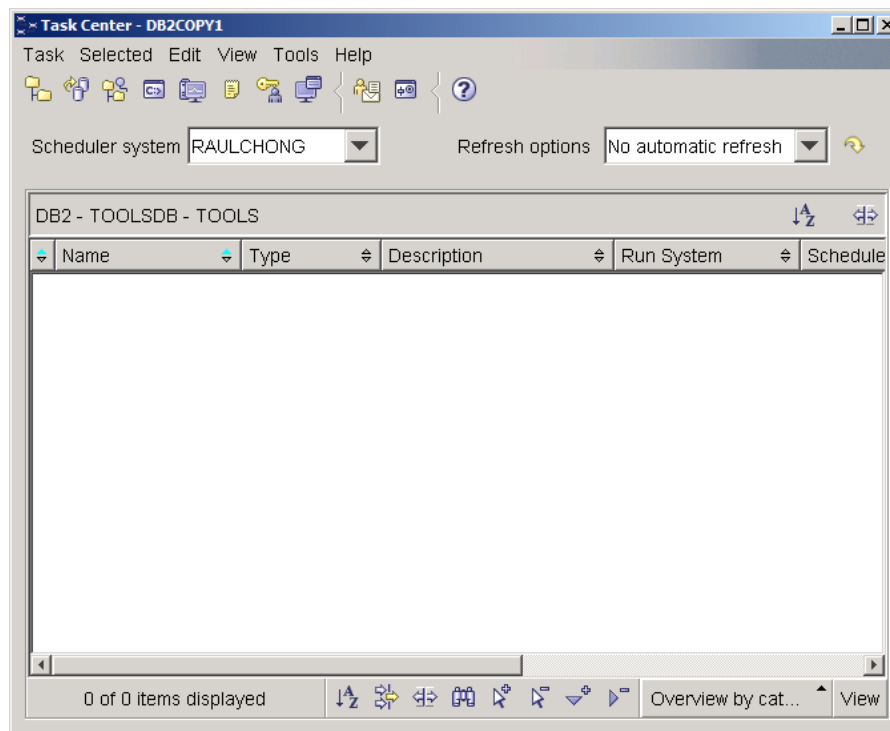 Task Center - DB2COPY1
Task Selected Edit View Tools Help
Scheduler system RAULCHONG Refresh options No automatic refresh
DB2 - TOOLSDB - TOOLS
Name Type Description Run System Schedule
0 of 0 items displayed Overview by cat... View